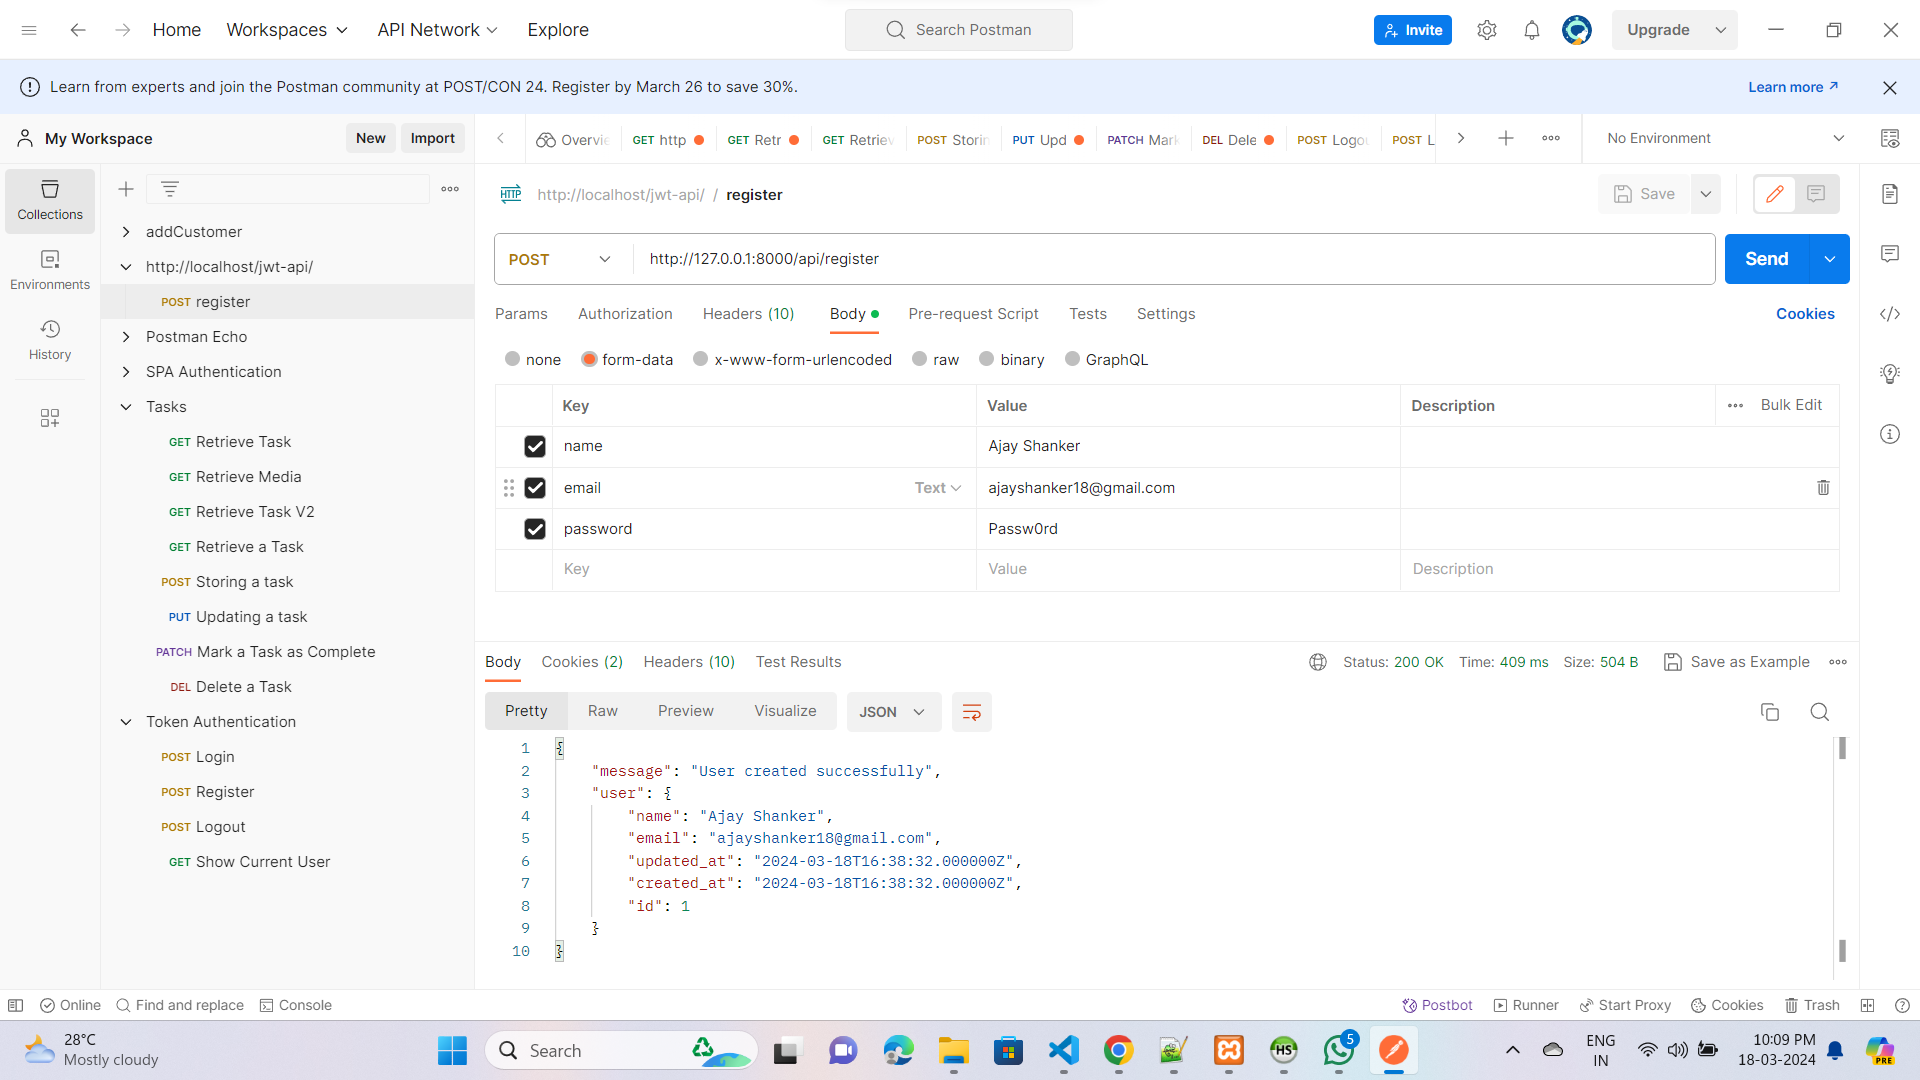 Home
Workspaces
API Network
Explore
Search Postman
Invite
Upgrade
Learn from experts and join the Postman community at POST/CON 24. Register by March 26 to save 30%.
Learn more
My Workspace
New
Import
Overvie
GET http
GET Retr
GET Retriev
POST Storin
PUT Upd
PATCH Mark
DEL Dele
POST Logou
POST L
No Environment
Collections
Environments
History
addCustomer
http://localhost/jwt-api/
POST register
Postman Echo
SPA Authentication
Tasks
GET Retrieve Task
GET Retrieve Media
GET Retrieve Task V2
GET Retrieve a Task
POST Storing a task
PUT Updating a task
PATCH Mark a Task as Complete
DEL Delete a Task
Token Authentication
POST Login
POST Register
POST Logout
GET Show Current User
HTTP http://localhost/jwt-api/ / register
Save
POST
http://127.0.0.1:8000/api/register
Send
Params
Authorization
Headers (10)
Body
Pre-request Script
Tests
Settings
Cookies
none
form-data
x-www-form-urlencoded
raw
binary
GraphQL
Key Value Description Bulk Edit
name Ajay Shanker
email Text ajayshanker18@gmail.com
password Passw0rd
Key Value Description
Body
Cookies (2)
Headers (10)
Test Results
Status: 200 OK Time: 409 ms Size: 504 B
Save as Example
Pretty
Raw
Preview
Visualize
JSON
1 {
2 "message": "User created successfully",
3 "user": {
4 "name": "Ajay Shanker",
5 "email": "ajayshanker18@gmail.com",
6 "updated_at": "2024-03-18T16:38:32.000000Z",
7 "created_at": "2024-03-18T16:38:32.000000Z",
8 "id": 1
9 }
10 }
Online
Find and replace
Console
Postbot
Runner
Start Proxy
Cookies
Trash
28°C
Mostly cloudy
Search
HS
5
ENG
IN
10:09 PM
18-03-2024
PRE